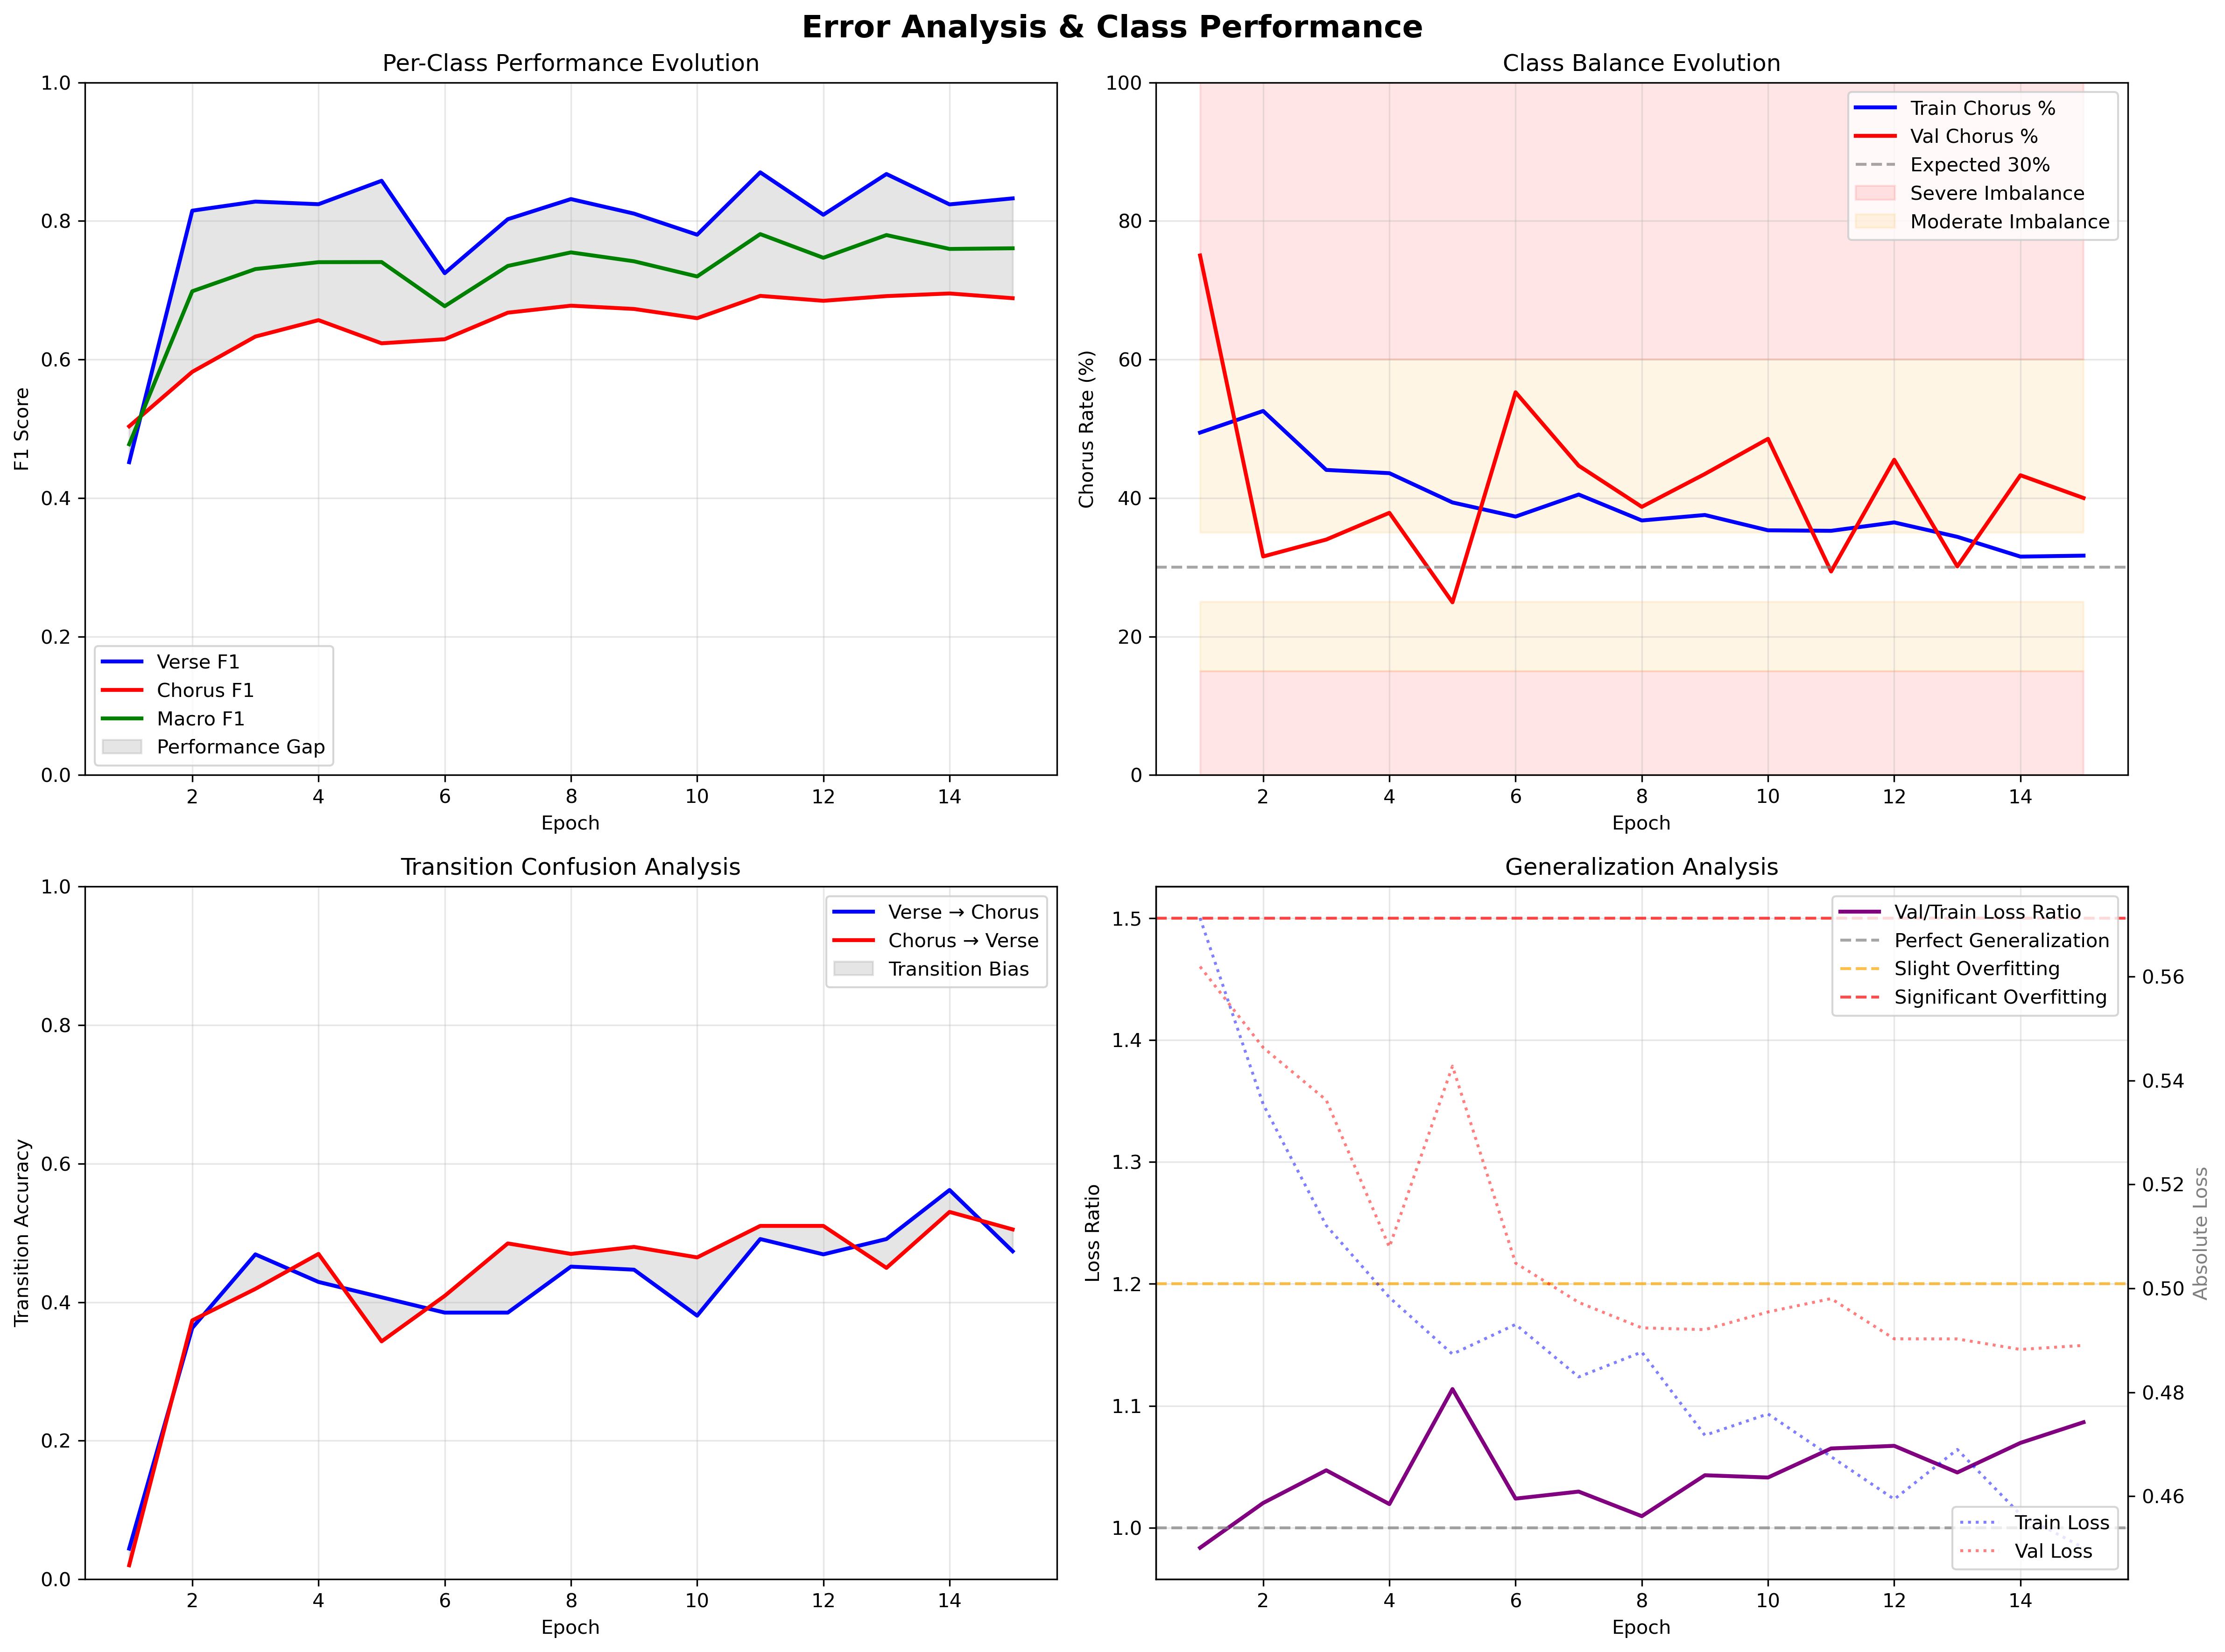 Error Analysis & Class Performance
Per-Class Performance Evolution
1.0
0.8
0.6
0.4
0.2
0.0
F1 Score
Verse F1
Chorus F1
Macro F1
Performance Gap
2 4 6 8 10 12 14
Epoch
Class Balance Evolution
100
80
60
40
20
0
Chorus Rate (%)
Train Chorus %
Val Chorus %
Expected 30%
Severe Imbalance
Moderate Imbalance
2 4 6 8 10 12 14
Epoch
Transition Confusion Analysis
1.0
0.8
0.6
0.4
0.2
0.0
Transition Accuracy
Verse → Chorus
Chorus → Verse
Transition Bias
2 4 6 8 10 12 14
Epoch
Generalization Analysis
1.5
1.4
1.3
1.2
1.1
1.0
Loss Ratio
Val/Train Loss Ratio
Perfect Generalization
Slight Overfitting
Significant Overfitting
0.56
0.54
0.52
0.50
0.48
0.46
Absolute Loss
Train Loss
Val Loss
2 4 6 8 10 12 14
Epoch